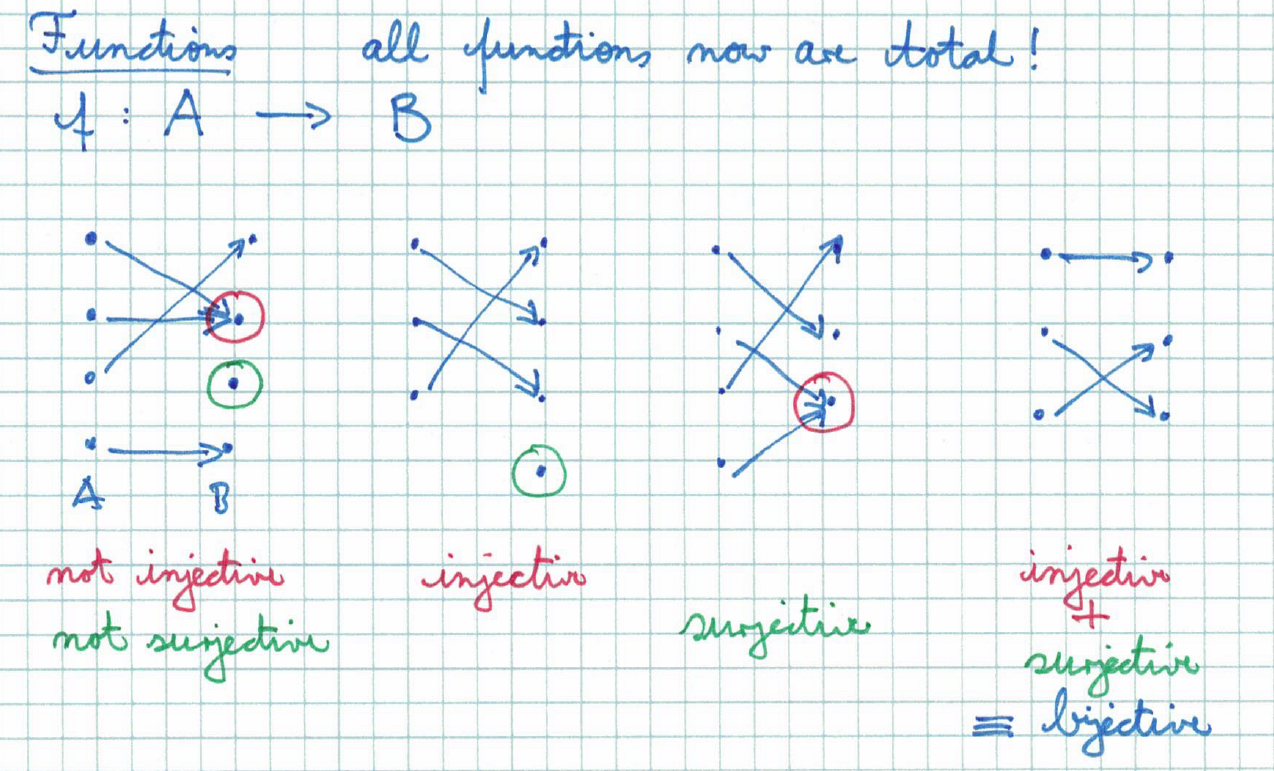 Functions all functions now are total!
f : A → B
A B
not injective
not surjective
injective
surjective
injective
+
surjective
≡ bijective